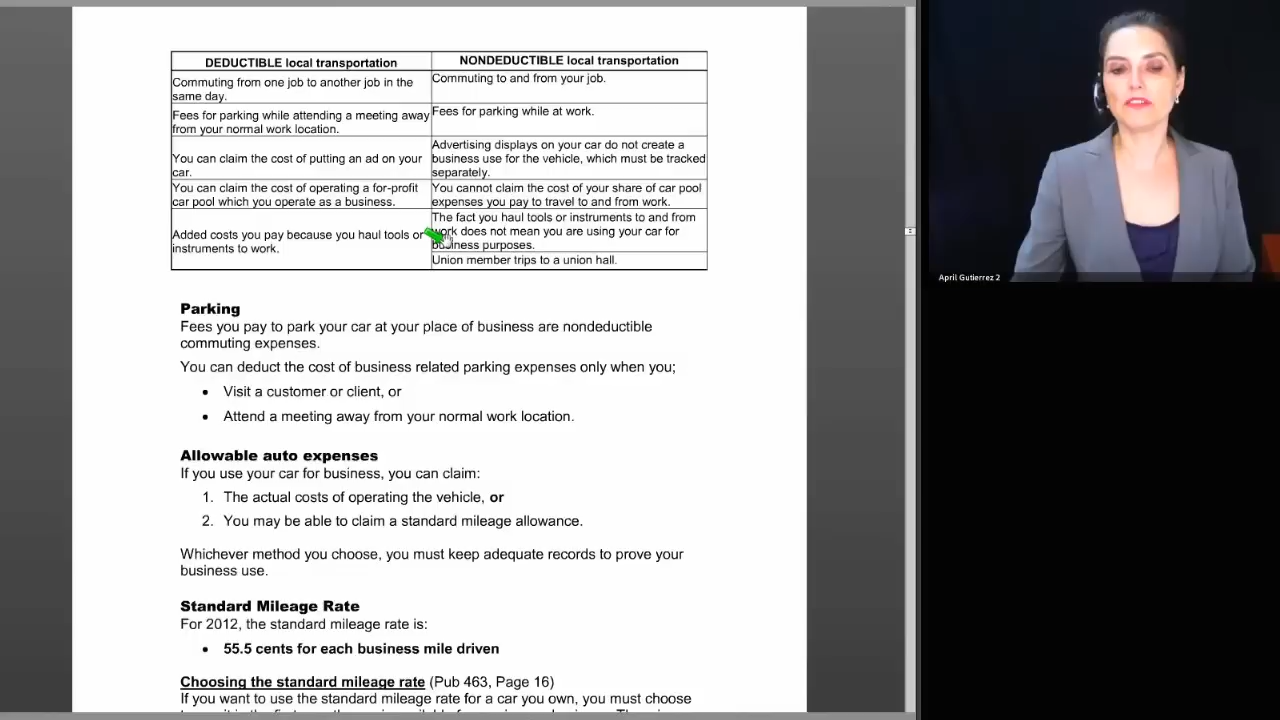 DEDUCTIBLE local transportation
NONDEDUCTIBLE local transportation
Commuting from one job to another job in the
same day.
Commuting to and from your job.
Fees for parking while attending a meeting away
from your normal work location.
Fees for parking while at work.
You can claim the cost of putting an ad on your
car.
Advertising displays on your car do not create a
business use for the vehicle, which must be tracked
separately.
You can claim the cost of operating a for-profit
car pool which you operate as a business.
You cannot claim the cost of your share of car pool
expenses you pay to travel to and from work.
Added costs you pay because you haul tools or
instruments to work.
The fact you haul tools or instruments to and from
work does not mean you are using your car for
business purposes.
Union member trips to a union hall.
Parking
Fees you pay to park your car at your place of business are nondeductible
commuting expenses.
You can deduct the cost of business related parking expenses only when you;
• Visit a customer or client, or
• Attend a meeting away from your normal work location.
Allowable auto expenses
If you use your car for business, you can claim:
1. The actual costs of operating the vehicle, or
2. You may be able to claim a standard mileage allowance.
Whichever method you choose, you must keep adequate records to prove your
business use.
Standard Mileage Rate
For 2012, the standard mileage rate is:
• 55.5 cents for each business mile driven
Choosing the standard mileage rate (Pub 463, Page 16)
If you want to use the standard mileage rate for a car you own, you must choose
April Gutierrez 2